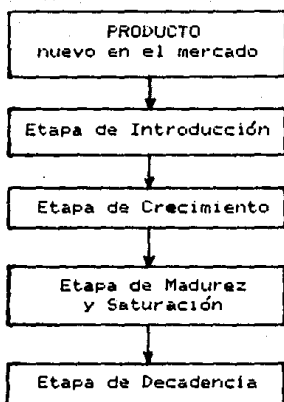 PRODUCTO
nuevo en el mercado
Etapa de Introducción
Etapa de Crecimiento
Etapa de Madurez
y Saturación
Etapa de Decadencia